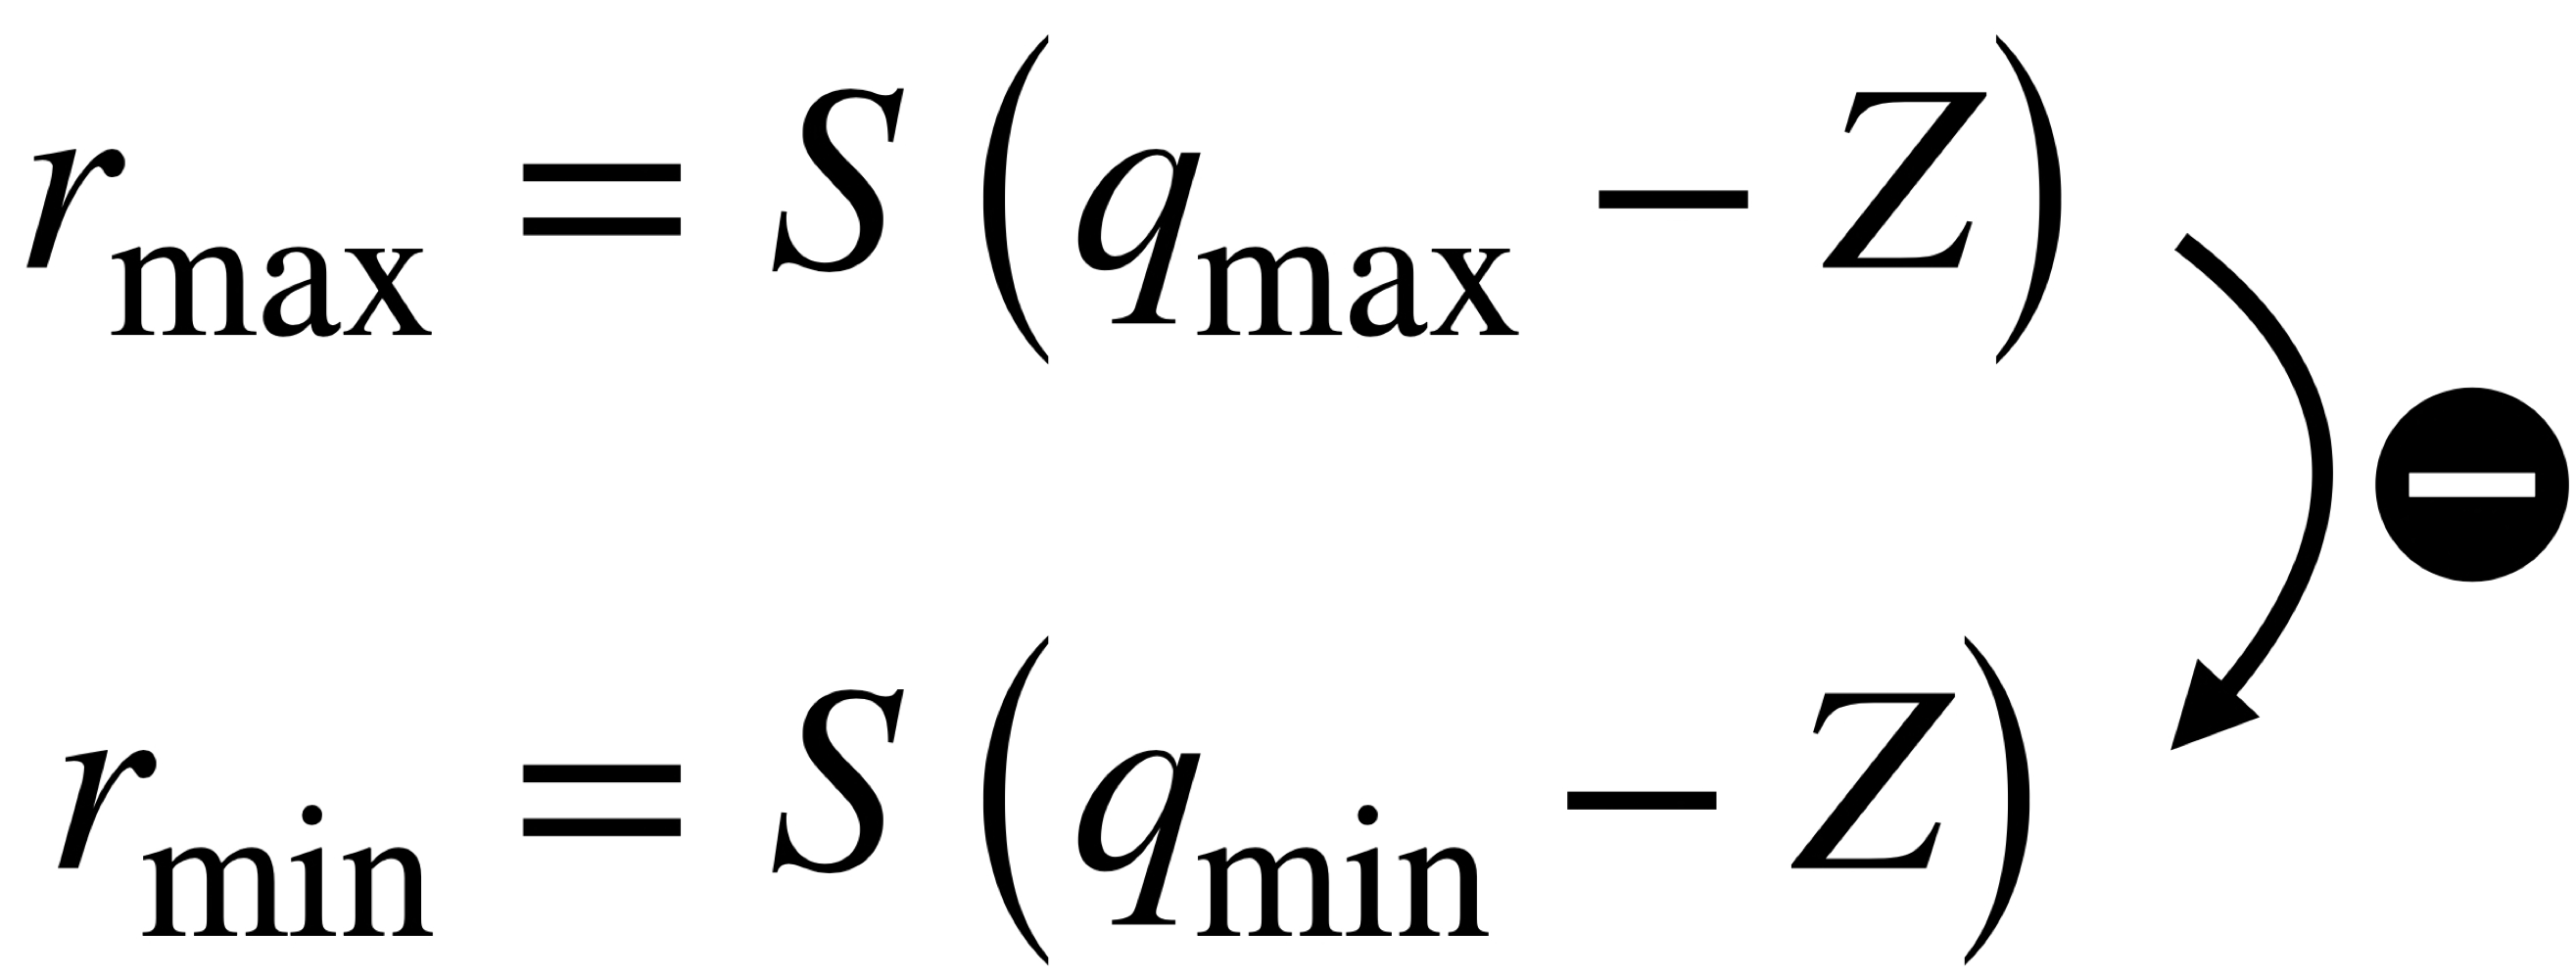 r_max = S (q_max − Z)
−
r_min = S (q_min − Z)